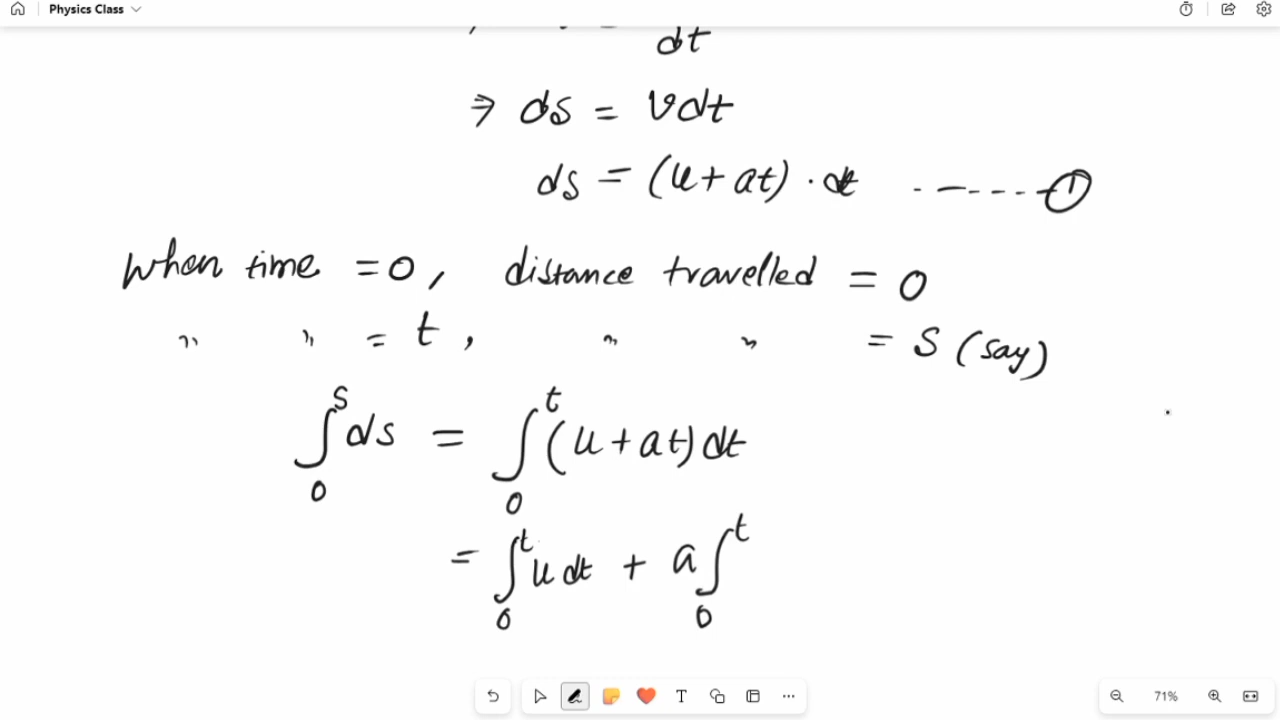 Physics Class
dt
⇒ ds = vdt
ds = (u + at) · dt ------ ①
When time = 0, distance travelled = 0
" " = t, " " = S (say)
∫₀ˢ ds = ∫₀ᵗ (u + at) dt
= ∫₀ᵗ u dt + a ∫₀ᵗ
T
71%